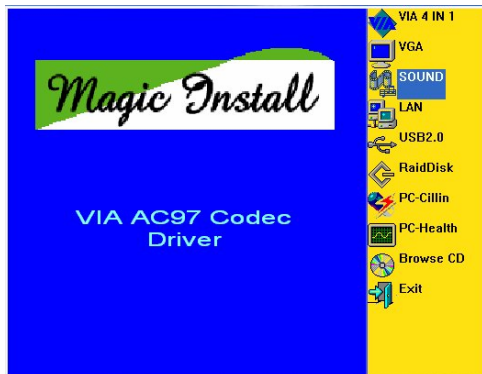 Magic Install
VIA AC97 Codec
Driver
VIA
VIA 4 IN 1
VGA
SOUND
LAN
USB2.0
RaidDisk
PC-Cillin
PC-Health
Browse CD
Exit